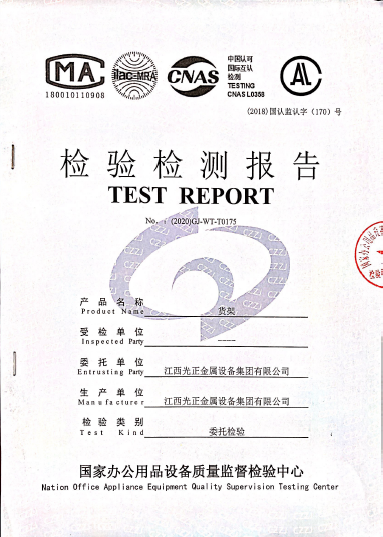 MA
180010110908
ilac-MRA
CNAS
中国认可
国际互认
检测
TESTING
CNAS L0358
AL
(2018)国认监认字(170)号
检验检测报告
TEST REPORT
No.:(2020)GJ-WT-T0175
产品名称 货架
Product Name
受检单位 ----
Inspected Party
委托单位 江西光正金属设备集团有限公司
Entrusting Party
生产单位 江西光正金属设备集团有限公司
Manufacturer
检验类别 委托检验
Test Kind
国家办公用品设备质量监督检验中心
Nation Office Appliance Equipment Quality Supervision Testing Center